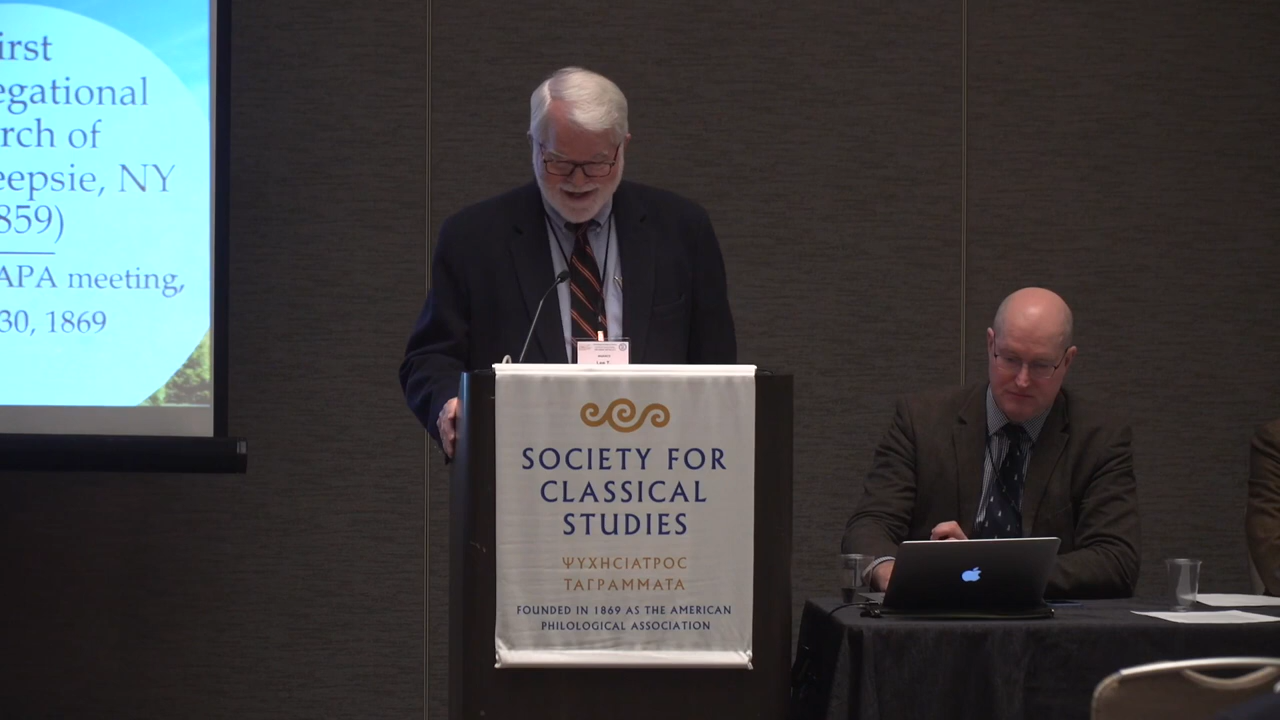 irst
egational
rch of
eepsie, NY
859)
APA meeting,
30, 1869
SOCIETY FOR
CLASSICAL
STUDIES
ΨΥΧΗΣΙΑΤΡΟΣ
ΤΑΓΡΑΜΜΑΤΑ
FOUNDED IN 1869 AS THE AMERICAN
PHILOLOGICAL ASSOCIATION